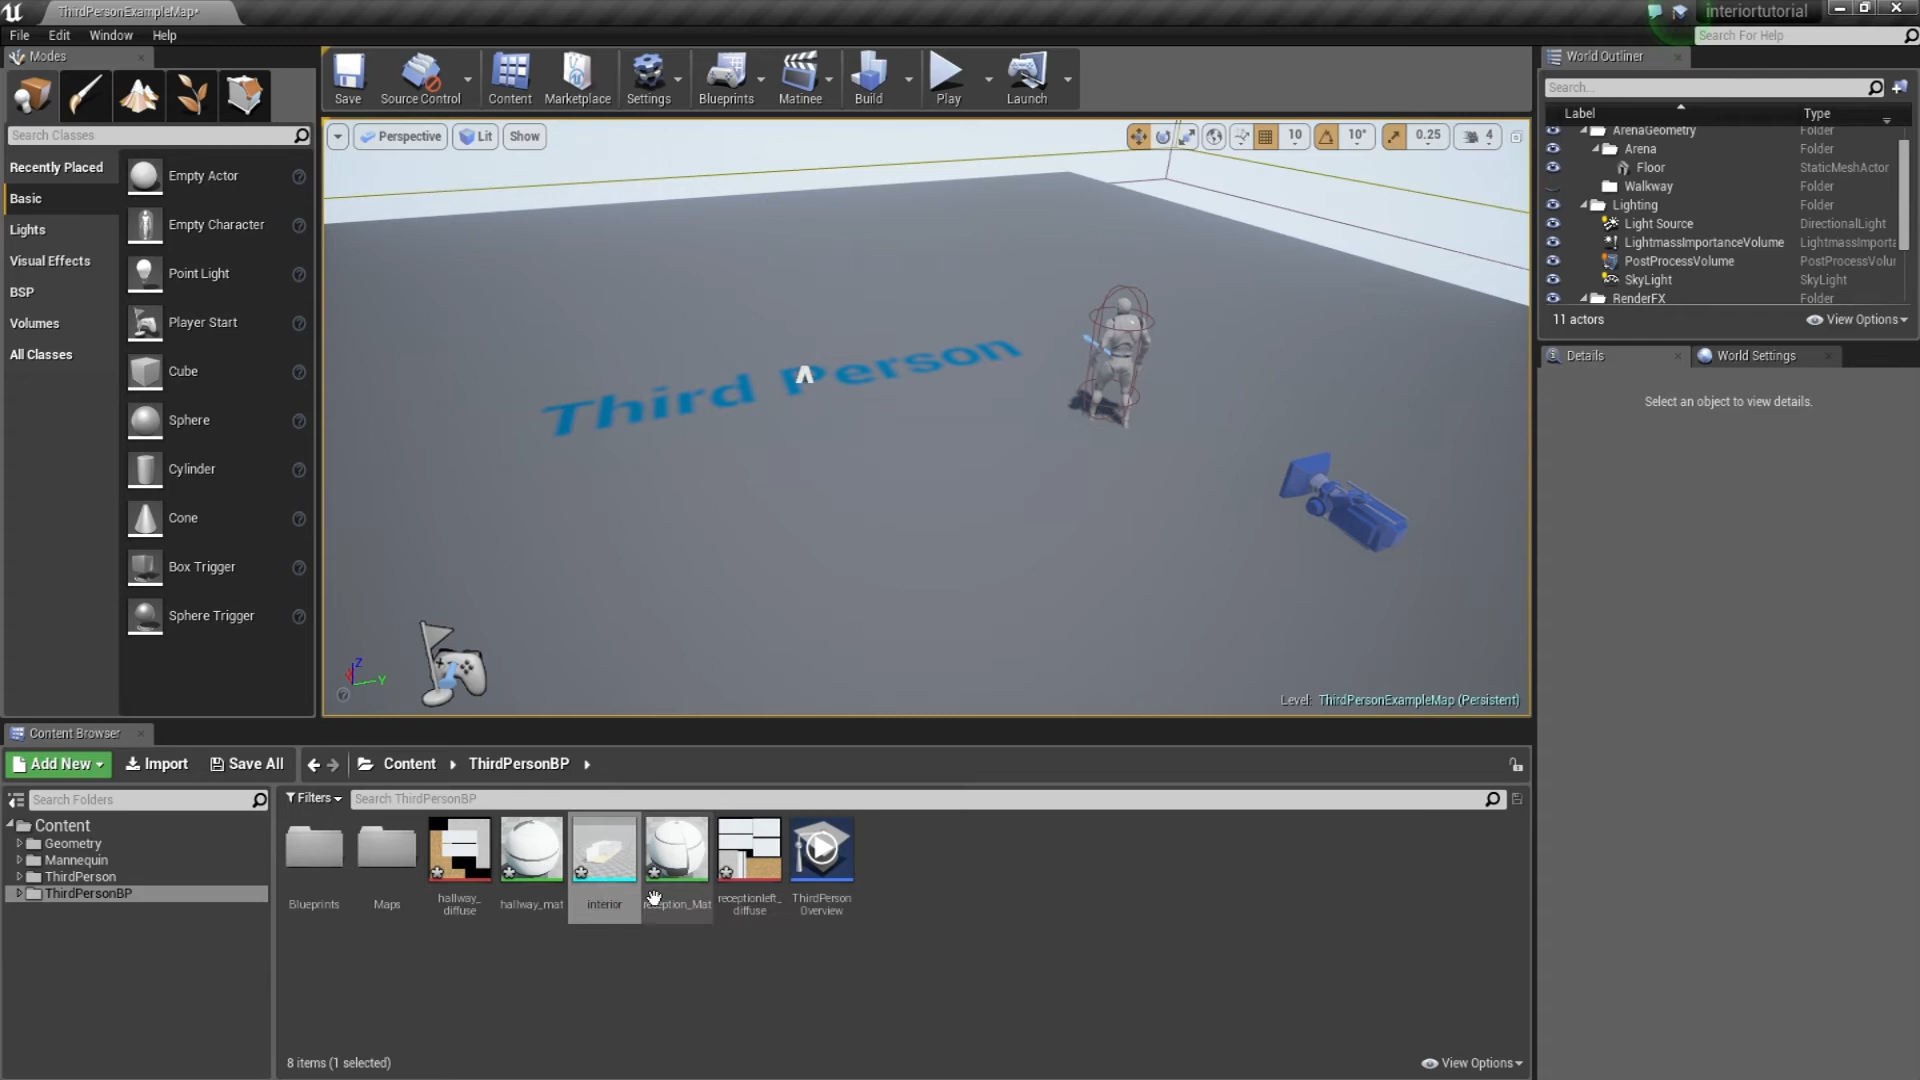 ThirdPersonExampleMap*
interiortutorial
File Edit Window Help
Search For Help
Modes
Save
Source Control
Content
Marketplace
Settings
Blueprints
Matinee
Build
Play
Launch
World Outliner
Search...
Label Type
ArenaGeometry Folder
Arena Folder
Floor StaticMeshActor
Walkway Folder
Lighting Folder
Light Source DirectionalLight
LightmassImportanceVolume LightmassImporta
PostProcessVolume PostProcessVolur
SkyLight SkyLight
RenderFX Folder
11 actors
View Options
Details
World Settings
Select an object to view details.
Search Classes
Recently Placed
Basic
Lights
Visual Effects
BSP
Volumes
All Classes
Empty Actor
Empty Character
Point Light
Player Start
Cube
Sphere
Cylinder
Cone
Box Trigger
Sphere Trigger
Perspective
Lit
Show
10
10°
0.25
4
Third Person
Z
Y
Level: ThirdPersonExampleMap (Persistent)
Content Browser
Add New
Import
Save All
Content
ThirdPersonBP
Search Folders
Filters
Search ThirdPersonBP
Content
Geometry
Mannequin
ThirdPerson
ThirdPersonBP
Blueprints
Maps
hallway_
diffuse
hallway_mat
interior
receptionleft_
diffuse
ThirdPerson
Overview
8 items (1 selected)
View Options